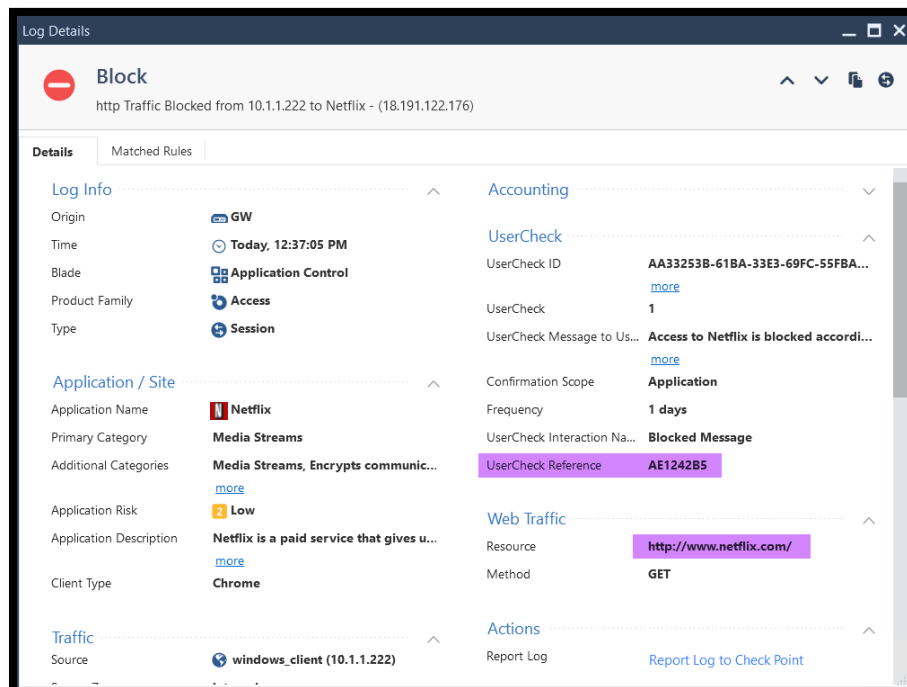 Log Details
Block
http Traffic Blocked from 10.1.1.222 to Netflix - (18.191.122.176)
Details
Matched Rules
Log Info
Origin GW
Time Today, 12:37:05 PM
Blade Application Control
Product Family Access
Type Session
Application / Site
Application Name N Netflix
Primary Category Media Streams
Additional Categories Media Streams, Encrypts communic...
more
Application Risk 2 Low
Application Description Netflix is a paid service that gives u...
more
Client Type Chrome
Traffic
Source windows_client (10.1.1.222)
Accounting
UserCheck
UserCheck ID AA33253B-61BA-33E3-69FC-55FBA...
more
UserCheck 1
UserCheck Message to Us... Access to Netflix is blocked accordi...
more
Confirmation Scope Application
Frequency 1 days
UserCheck Interaction Na... Blocked Message
UserCheck Reference AE1242B5
Web Traffic
Resource http://www.netflix.com/
Method GET
Actions
Report Log Report Log to Check Point